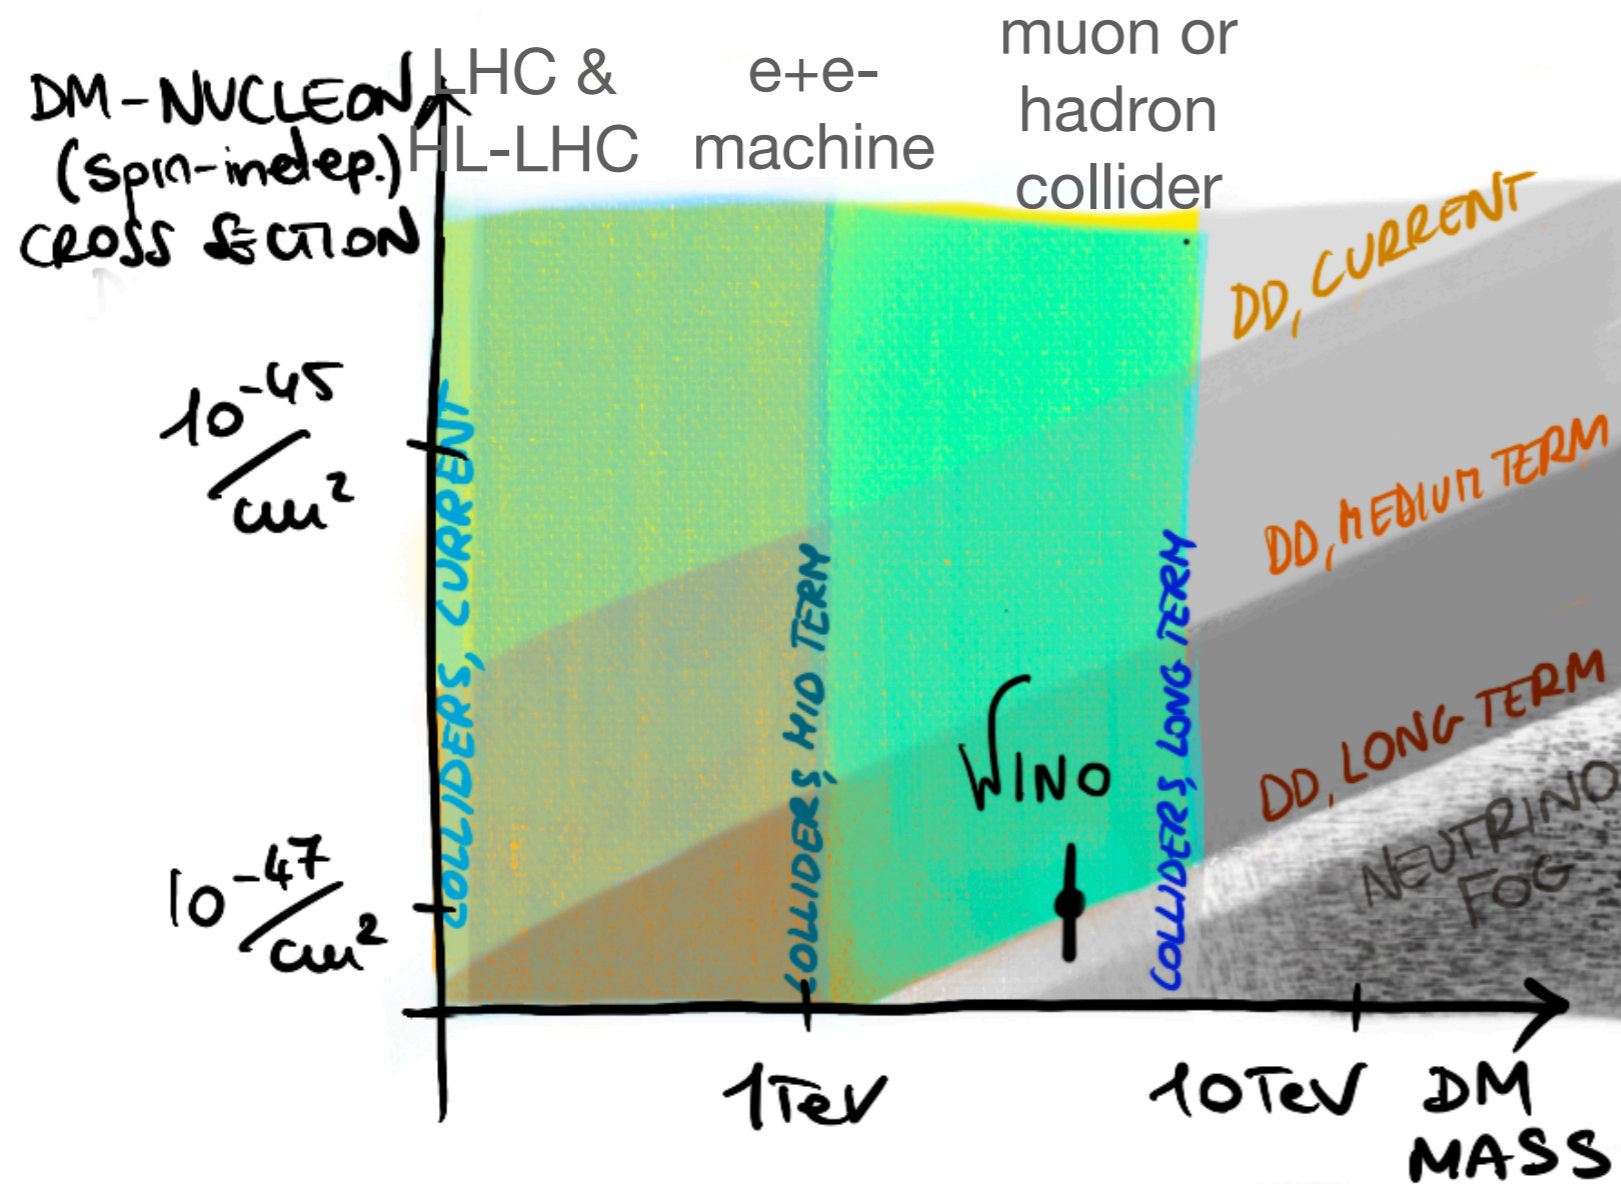 LHC &
HL-LHC
e+e-
machine
muon or
hadron
collider
DM-NUCLEON
(spin-indep.)
CROSS SECTION
10^-45
/cm²
10^-47
/cm²
COLLIDERS, CURRENT
COLLIDERS, MID TERM
COLLIDERS, LONG TERM
WINO
DD, CURRENT
DD, MEDIUM TERM
DD, LONG TERM
NEUTRINO
FOG
1TeV
10TeV
DM
MASS